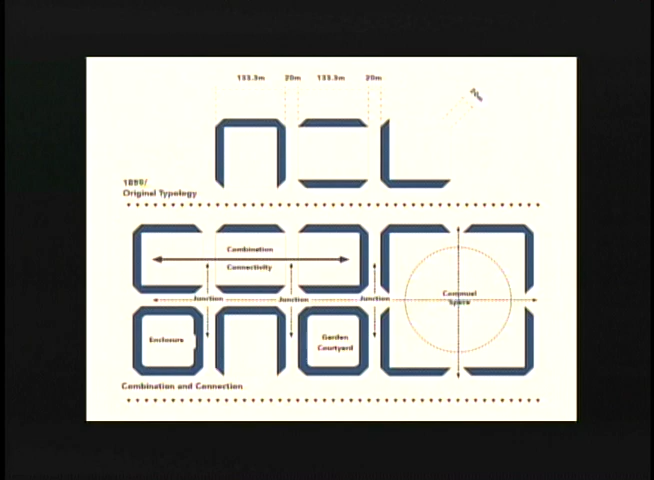 133.3m 20m 133.3m 20m
20m
1890/
Original Typology
Combination
Connectivity
Junction Junction Junction
Communal
Space
Enclosure
Garden
Courtyard
Combination and Connection